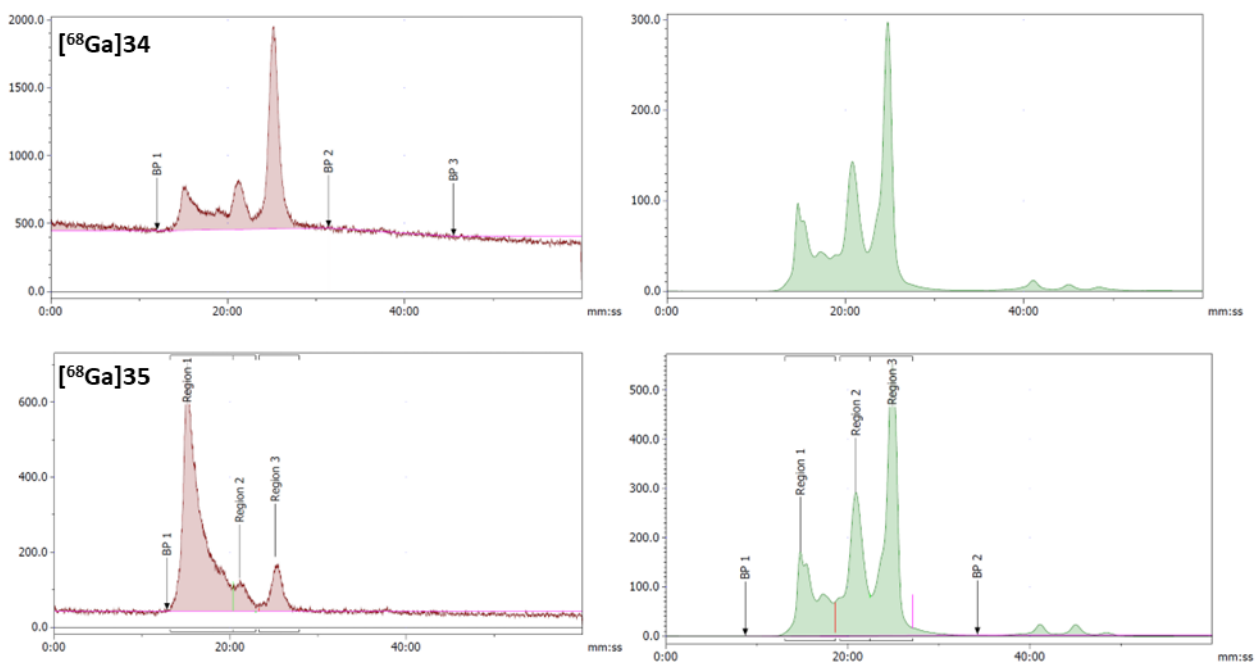 [⁶⁸Ga]34
2000.0
1500.0
1000.0
500.0
0.0
BP 1
BP 2
BP 3
0:00
20:00
40:00
mm:ss
300.0
200.0
100.0
0.0
0:00
20:00
40:00
mm:ss
[⁶⁸Ga]35
600.0
400.0
200.0
0.0
BP 1
Region 1
Region 2
Region 3
0:00
20:00
40:00
mm:ss
500.0
400.0
300.0
200.0
100.0
0.0
BP 1
Region 1
Region 2
Region 3
BP 2
0:00
20:00
40:00
mm:ss